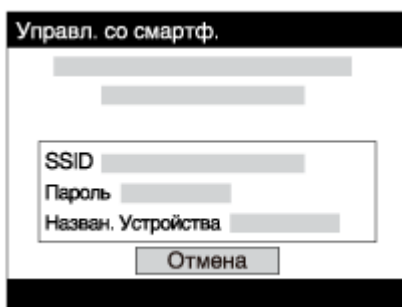 Управл. со смартф.
SSID
Пароль
Назван. Устройства
Отмена